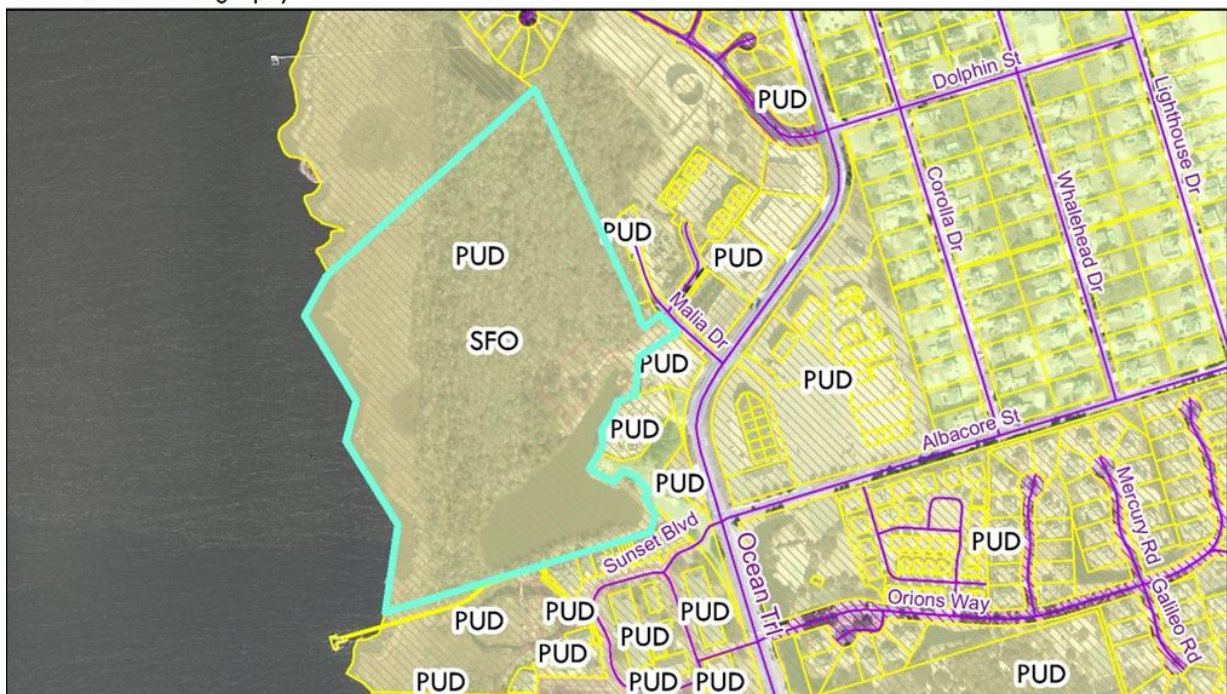 PUD
Dolphin St
Lighthouse Dr
Corolla Dr
Whalehead Dr
PUD
PUD
PUD
SFO
Malia Dr
PUD
PUD
PUD
Albacore St
PUD
Mercury Rd
Sunset Blvd
Ocean Trl
PUD
Orions Way
Galileo Rd
PUD
PUD
PUD
PUD
PUD
PUD
PUD
PUD
PUD
PUD